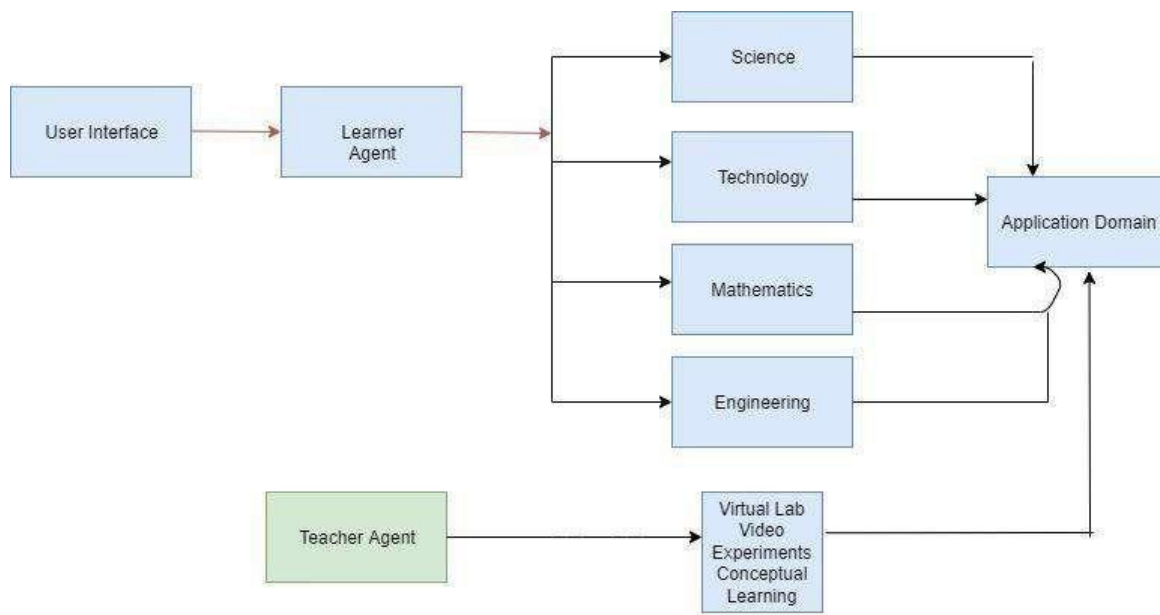 Science
User Interface
Learner
Agent
Technology
Application Domain
Mathematics
Engineering
Teacher Agent
Virtual Lab
Video
Experiments
Conceptual
Learning